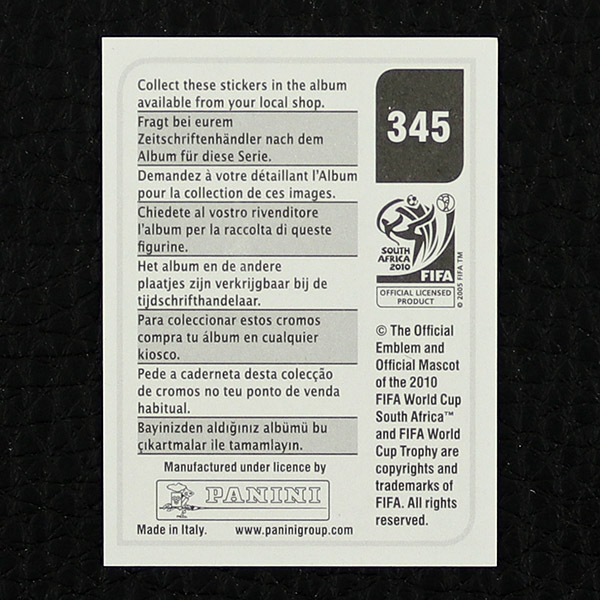 Collect these stickers in the album
available from your local shop.
Fragt bei eurem
Zeitschriftenhändler nach dem
Album für diese Serie.
Demandez à votre détaillant l'Album
pour la collection de ces images.
Chiedete al vostro rivenditore
l'album per la raccolta di queste
figurine.
Het album en de andere
plaatjes zijn verkrijgbaar bij de
tijdschrifthandelaar.
Para coleccionar estos cromos
compra tu álbum en cualquier
kiosco.
Pede a caderneta desta colecção
de cromos no teu ponto de venda
habitual.
Bayinizden aldığınız albümü bu
çıkartmalar ile tamamlayın.
Manufactured under licence by
PANINI
Made in Italy. www.paninigroup.com
345
SOUTH
AFRICA
2010
FIFA
OFFICIAL LICENSED
PRODUCT
© 2005 FIFA TM
© The Official
Emblem and
Official Mascot
of the 2010
FIFA World Cup
South Africa™
and FIFA World
Cup Trophy are
copyrights and
trademarks of
FIFA. All rights
reserved.